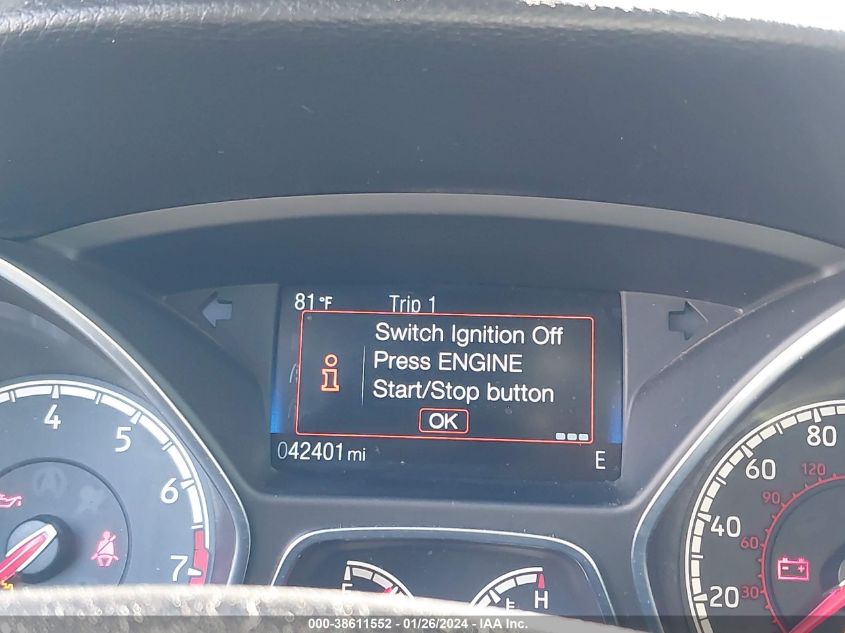 81°F Trip 1
Switch Ignition Off
Press ENGINE
Start/Stop button
OK
042401 mi E
4
5
6
7
E H
80
60
40
20
120
90
60
30
000-38611552 - 01/26/2024 - IAA, Inc.